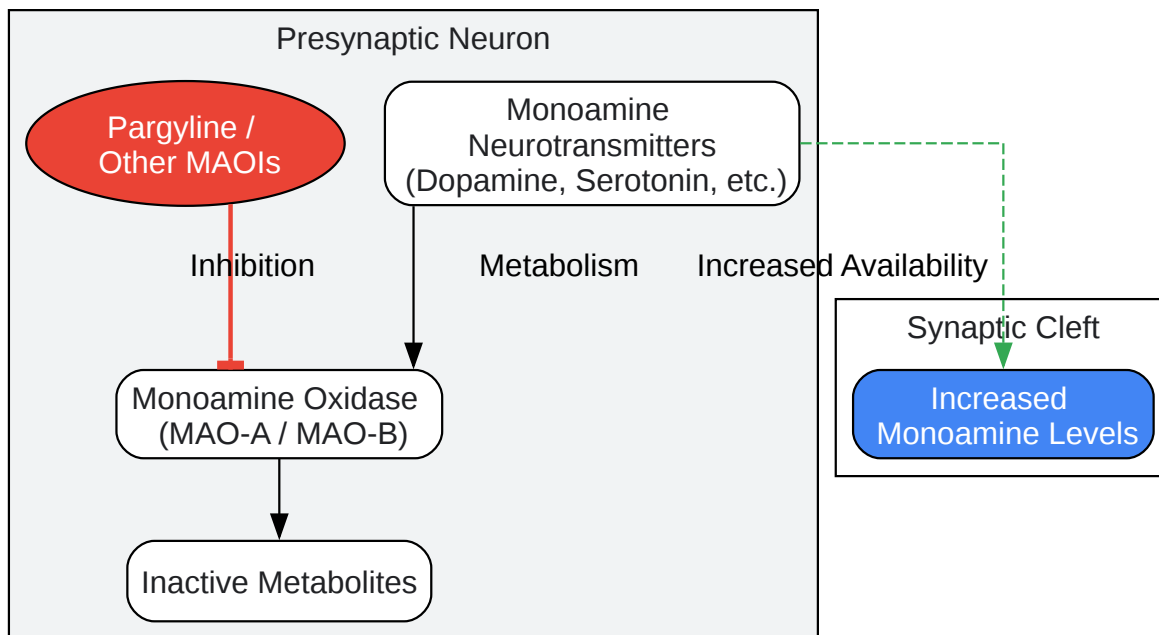 Presynaptic Neuron
Pargyline /
Other MAOIs
Monoamine
Neurotransmitters
(Dopamine, Serotonin, etc.)
Inhibition
Metabolism
Increased Availability
Synaptic Cleft
Monoamine Oxidase
(MAO-A / MAO-B)
Increased
Monoamine Levels
Inactive Metabolites